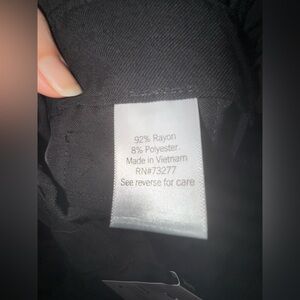 92% Rayon
8% Polyester
Made in Vietnam
RN#73277
See reverse for care